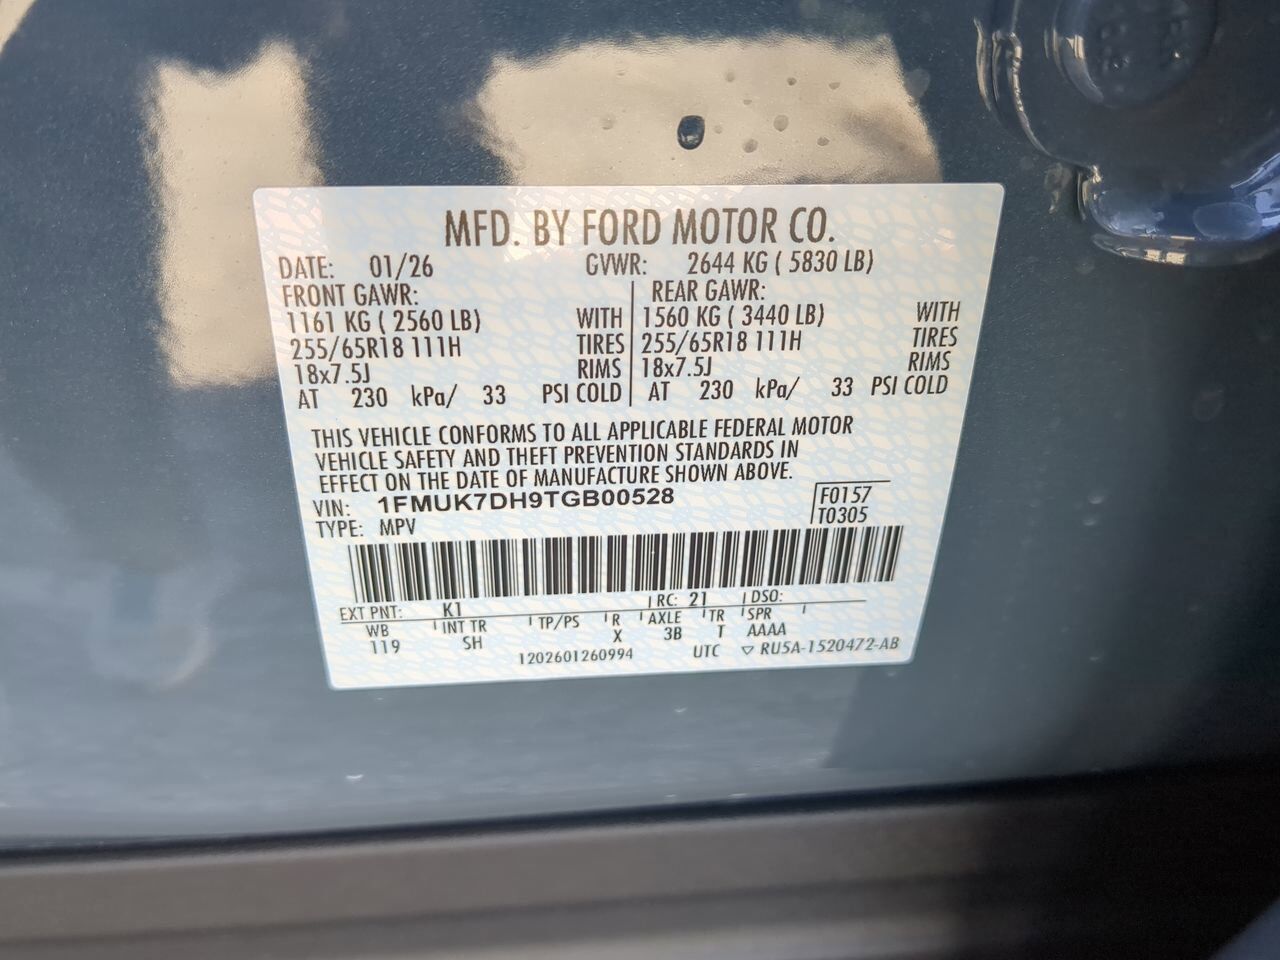 MFD. BY FORD MOTOR CO.
DATE: 01/26 GVWR: 2644 KG ( 5830 LB)
FRONT GAWR: REAR GAWR:
1161 KG ( 2560 LB) WITH 1560 KG ( 3440 LB) WITH
255/65R18 111H TIRES 255/65R18 111H TIRES
18x7.5J RIMS 18x7.5J RIMS
AT 230 kPa/ 33 PSI COLD AT 230 kPa/ 33 PSI COLD
THIS VEHICLE CONFORMS TO ALL APPLICABLE FEDERAL MOTOR
VEHICLE SAFETY AND THEFT PREVENTION STANDARDS IN
EFFECT ON THE DATE OF MANUFACTURE SHOWN ABOVE.
VIN: 1FMUK7DH9TGB00528 F0157
TYPE: MPV T0305
EXT PNT: K1 RC: 21 DSO:
WB INT TR TP/PS R AXLE TR SPR
119 SH X 3B T AAAA
1202601260994 UTC ▽ RU5A-1520472-AB